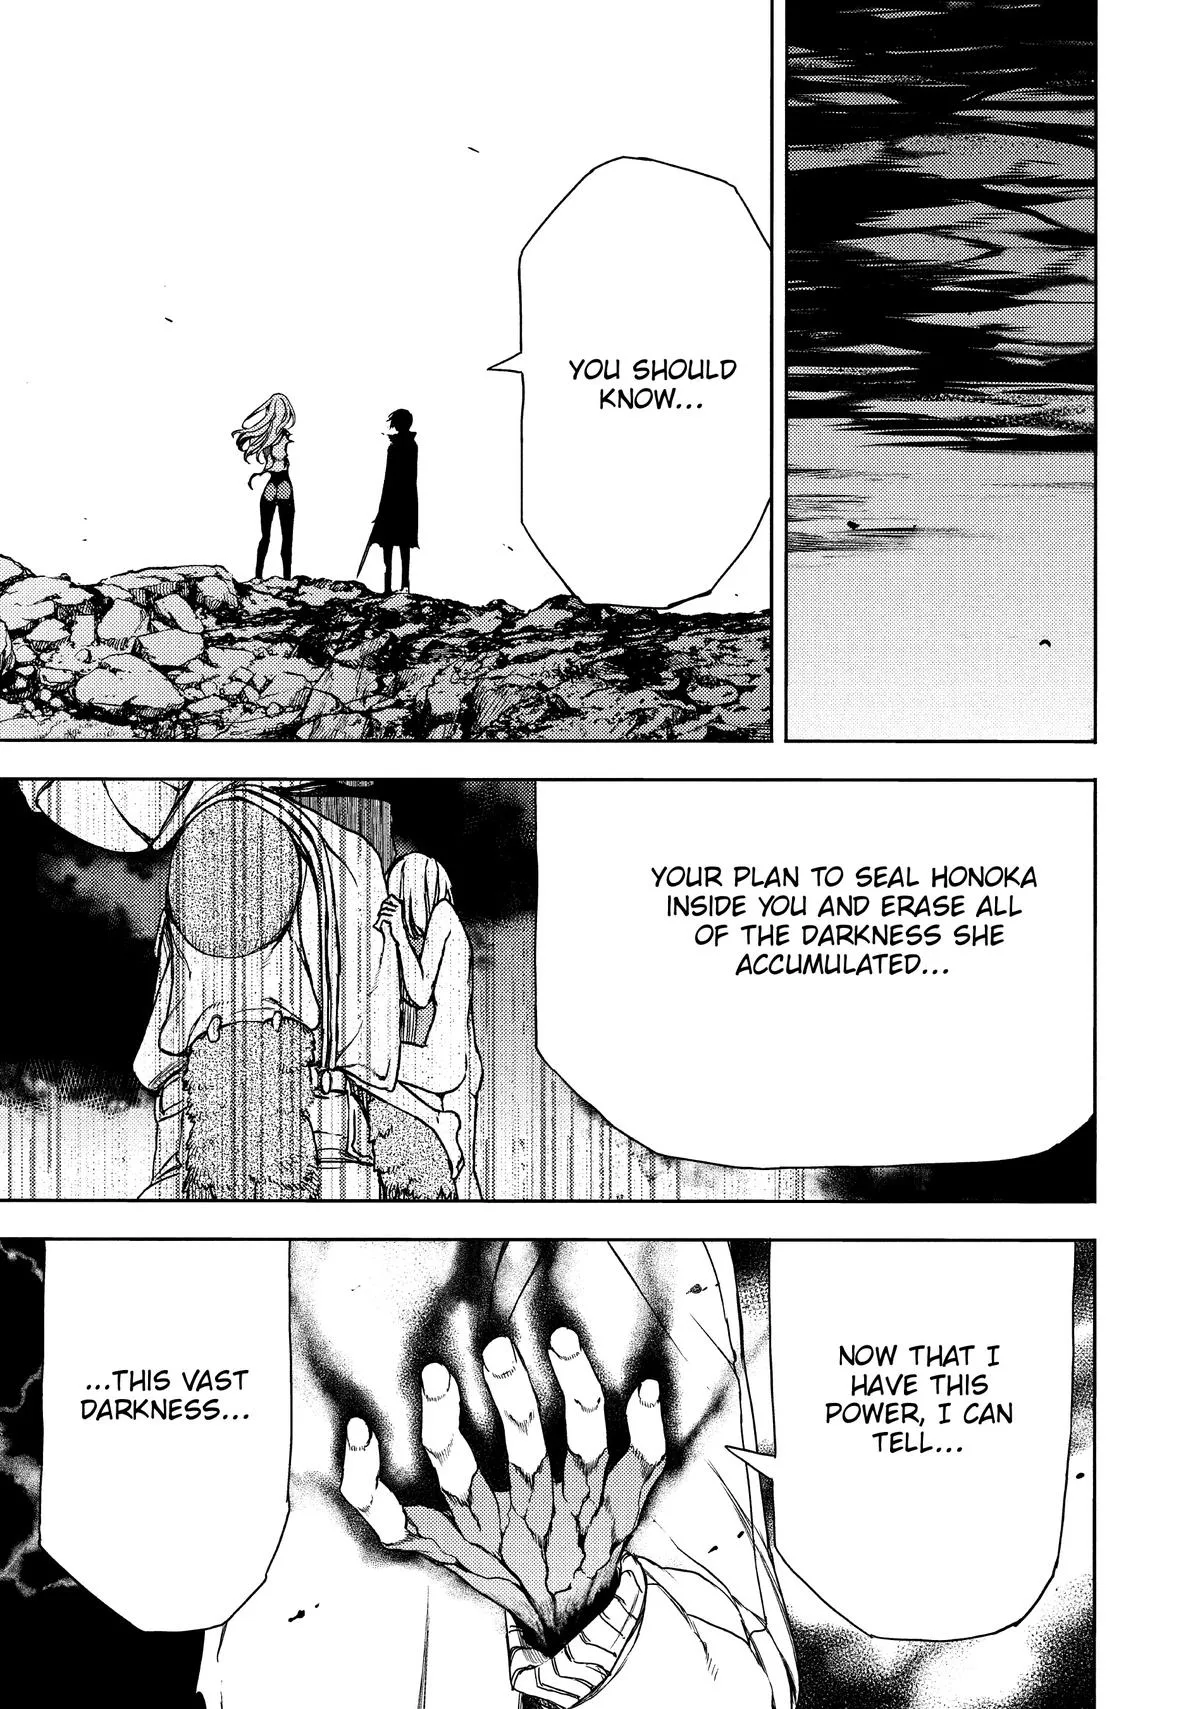 YOU SHOULD
KNOW...
YOUR PLAN TO SEAL HONOKA
INSIDE YOU AND ERASE ALL
OF THE DARKNESS SHE
ACCUMULATED...
NOW THAT I
HAVE THIS
POWER, I CAN
TELL...
...THIS VAST
DARKNESS...